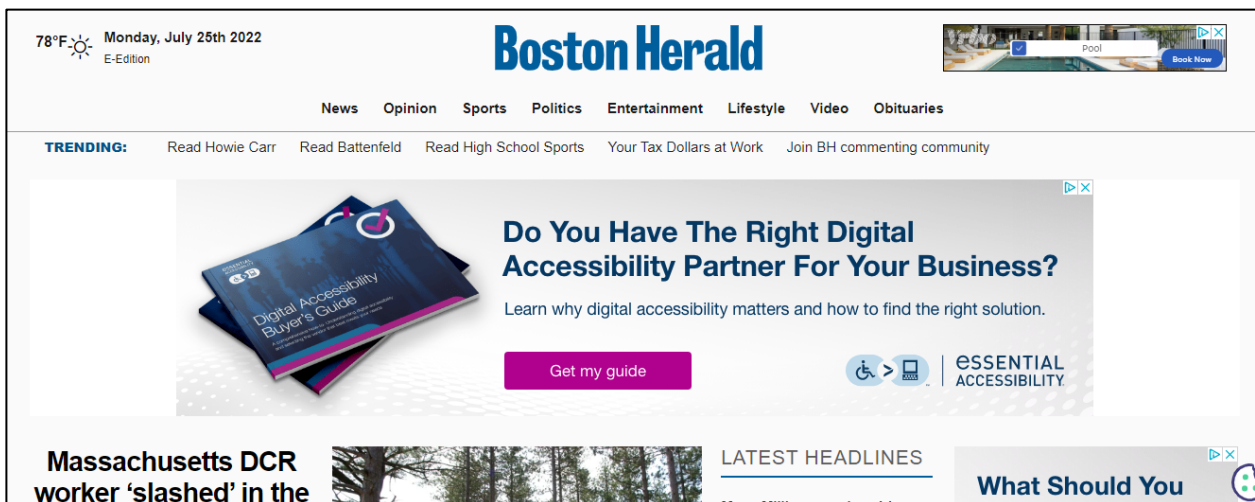 78°F
Monday, July 25th 2022
E-Edition
Boston Herald
Vrbo
Pool
Book Now
News Opinion Sports Politics Entertainment Lifestyle Video Obituaries
TRENDING: Read Howie Carr Read Battenfeld Read High School Sports Your Tax Dollars at Work Join BH commenting community
Digital Accessibility
Buyer's Guide
Do You Have The Right Digital
Accessibility Partner For Your Business?
Learn why digital accessibility matters and how to find the right solution.
Get my guide
eSSENTIAL
ACCESSIBILITY
Massachusetts DCR
worker ‘slashed’ in the
LATEST HEADLINES
What Should You